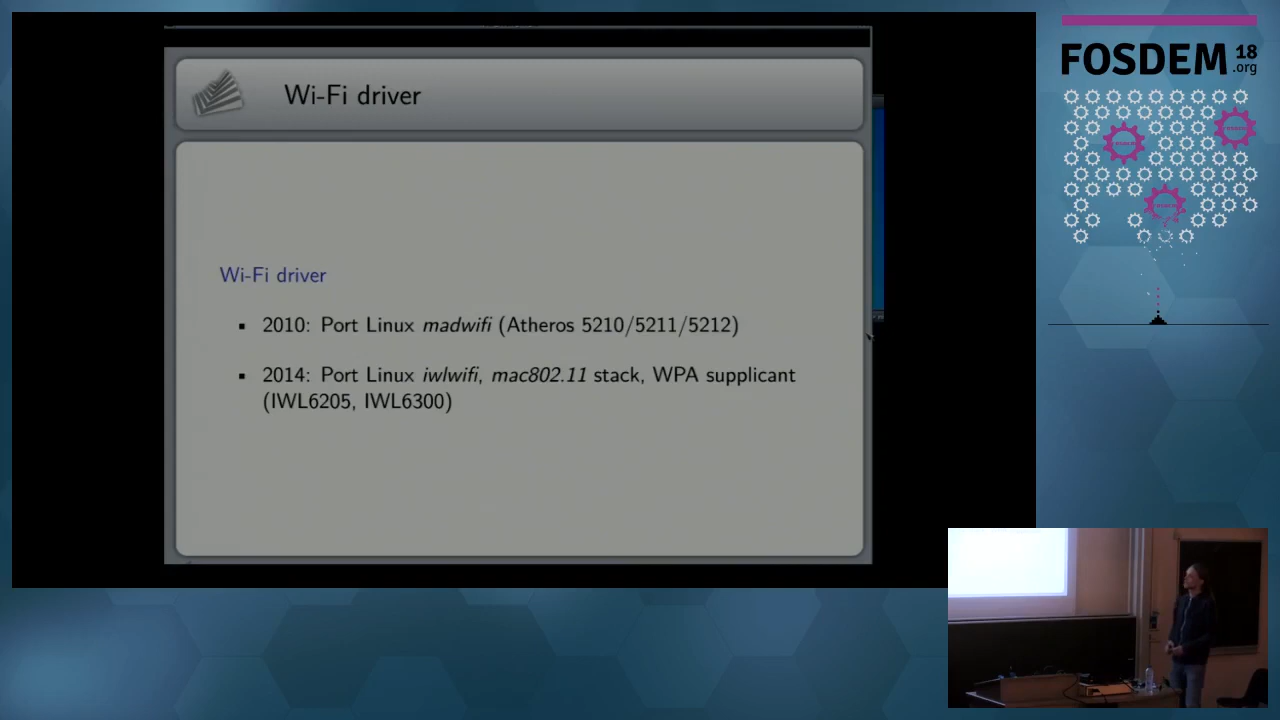 Wi-Fi driver
Wi-Fi driver
▪ 2010: Port Linux madwifi (Atheros 5210/5211/5212)
▪ 2014: Port Linux iwlwifi, mac802.11 stack, WPA supplicant
(IWL6205, IWL6300)
FOSDEM 18
.org